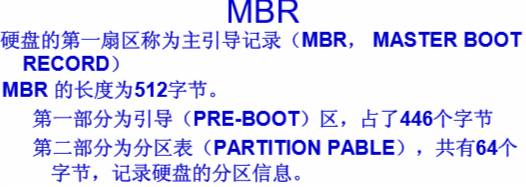 MBR
硬盘的第一扇区称为主引导记录（MBR， MASTER BOOT
RECORD）
MBR 的长度为512字节。
第一部分为引导（PRE-BOOT）区，占了446个字节
第二部分为分区表（PARTITION PABLE），共有64个
字节，记录硬盘的分区信息。